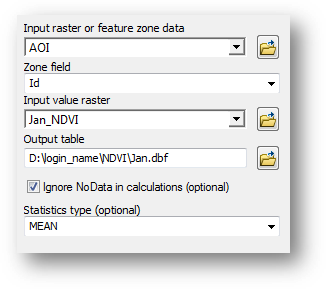 Input raster or feature zone data
AOI
Zone field
Id
Input value raster
Jan_NDVI
Output table
D:\login_name\NDVI\Jan.dbf
Ignore NoData in calculations (optional)
Statistics type (optional)
MEAN